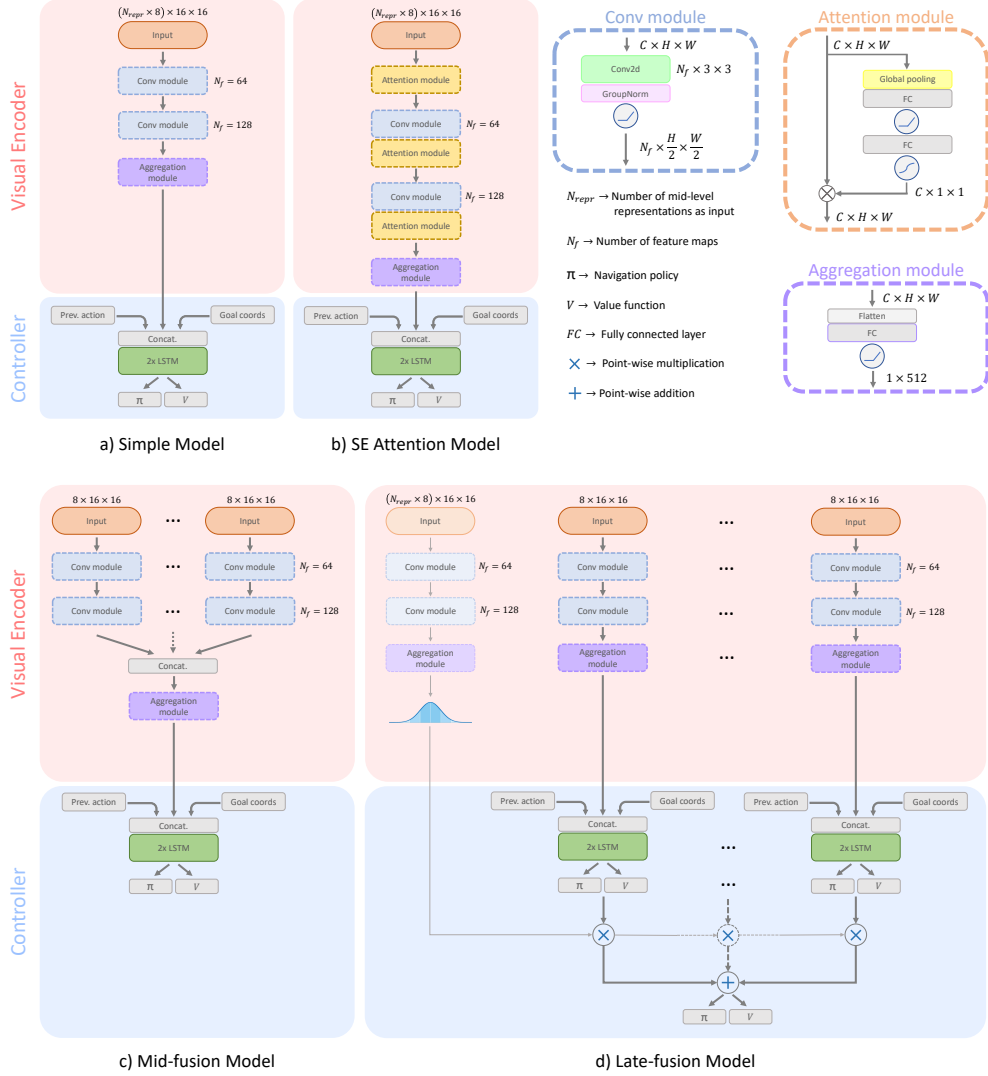 (N_repr × 8) × 16 × 16
Input
Conv module
N_f = 64
Conv module
N_f = 128
Aggregation module
Visual Encoder
Prev. action
Goal coords
Concat.
2x LSTM
π
V
Controller
a) Simple Model
(N_repr × 8) × 16 × 16
Input
Attention module
Conv module
N_f = 64
Attention module
Conv module
N_f = 128
Attention module
Aggregation module
Prev. action
Goal coords
Concat.
2x LSTM
π
V
b) SE Attention Model
Conv module
C × H × W
Conv2d
N_f × 3 × 3
GroupNorm
N_f × H/2 × W/2
N_repr → Number of mid-level
representations as input
N_f → Number of feature maps
π → Navigation policy
V → Value function
FC → Fully connected layer
× → Point-wise multiplication
+ → Point-wise addition
Attention module
C × H × W
Global pooling
FC
FC
C × 1 × 1
C × H × W
Aggregation module
C × H × W
Flatten
FC
1 × 512
8 × 16 × 16
8 × 16 × 16
Input
...
Input
Conv module
...
Conv module
N_f = 64
Conv module
...
Conv module
N_f = 128
Concat.
Aggregation
module
Visual Encoder
Prev. action
Goal coords
Concat.
2x LSTM
π
V
Controller
c) Mid-fusion Model
(N_repr × 8) × 16 × 16
8 × 16 × 16
8 × 16 × 16
Input
Input
...
Input
Conv module
Conv module
...
Conv module
N_f = 64
Conv module
Conv module
Conv module
N_f = 128
Aggregation
module
Aggregation
module
...
Aggregation
module
Prev. action
Goal coords
Prev. action
Goal coords
Concat.
Concat.
2x LSTM
...
2x LSTM
π
V
...
π
V
×
×
×
+
π
V
d) Late-fusion Model